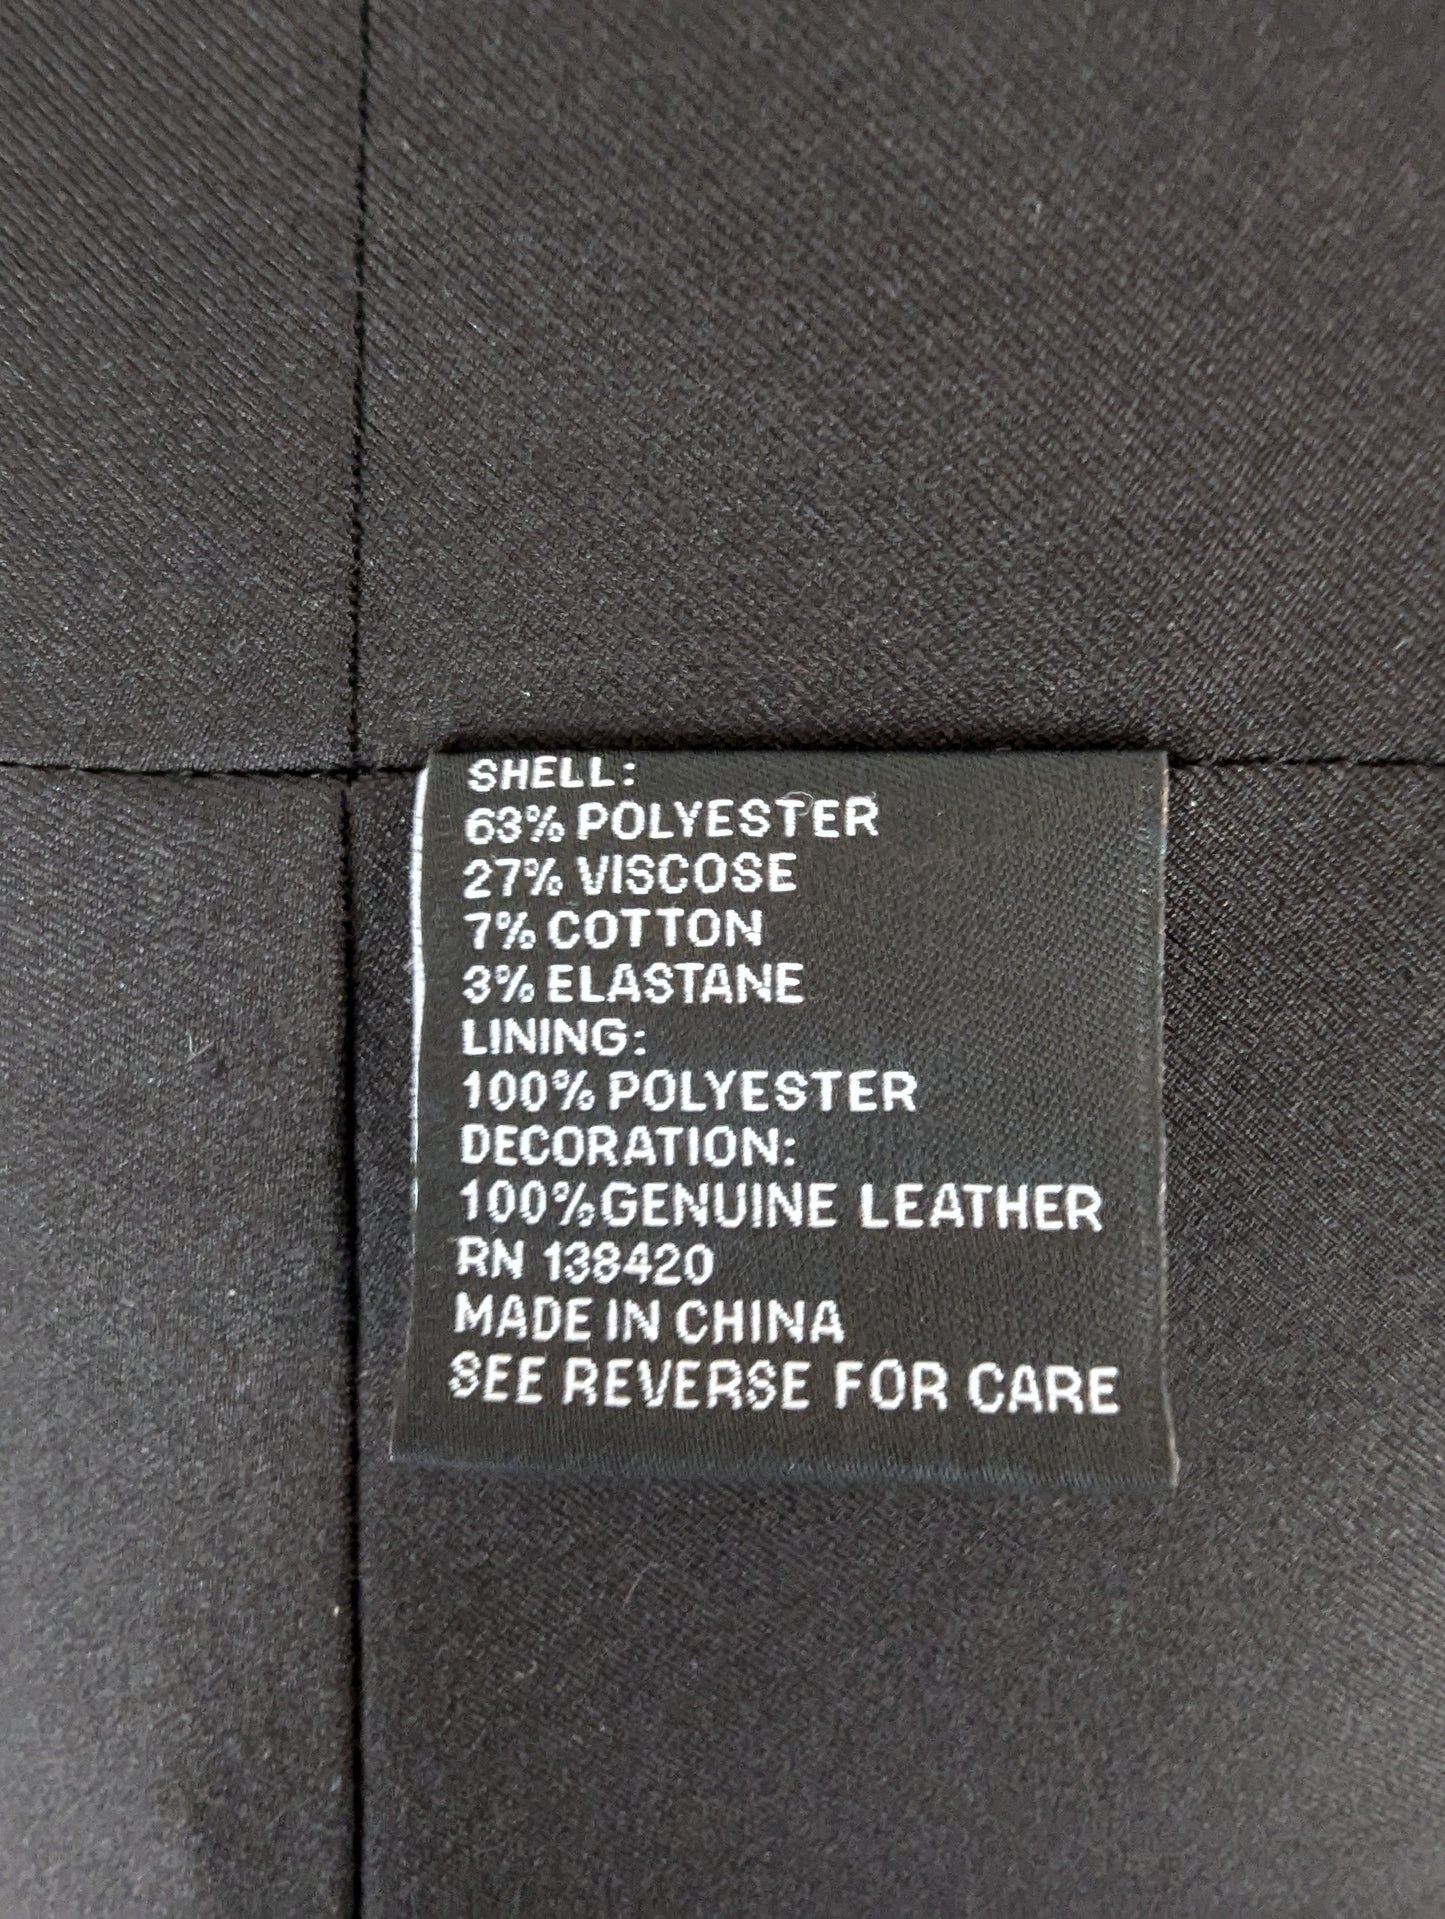 SHELL:
63% POLYESTER
27% VISCOSE
7% COTTON
3% ELASTANE
LINING:
100% POLYESTER
DECORATION:
100% GENUINE LEATHER
RN 138420
MADE IN CHINA
SEE REVERSE FOR CARE